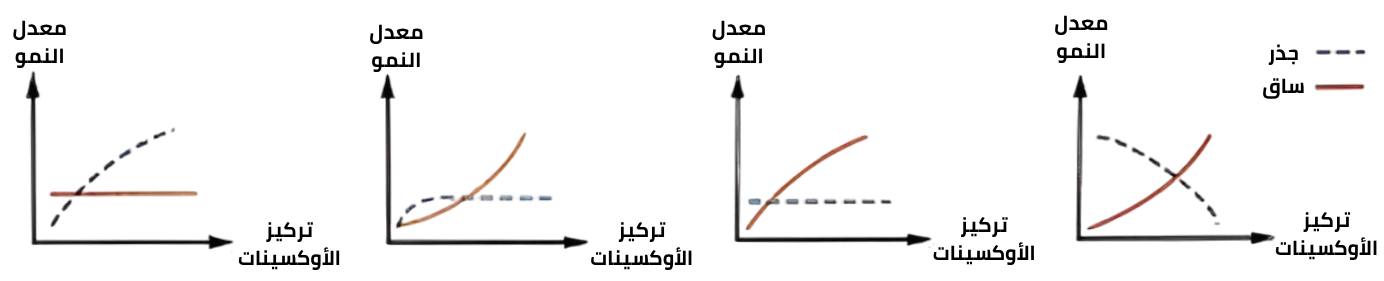 معدل
النمو
تركيز
الأوكسينات
معدل
النمو
تركيز
الأوكسينات
معدل
النمو
تركيز
الأوكسينات
معدل
النمو
تركيز
الأوكسينات
جذر
ساق